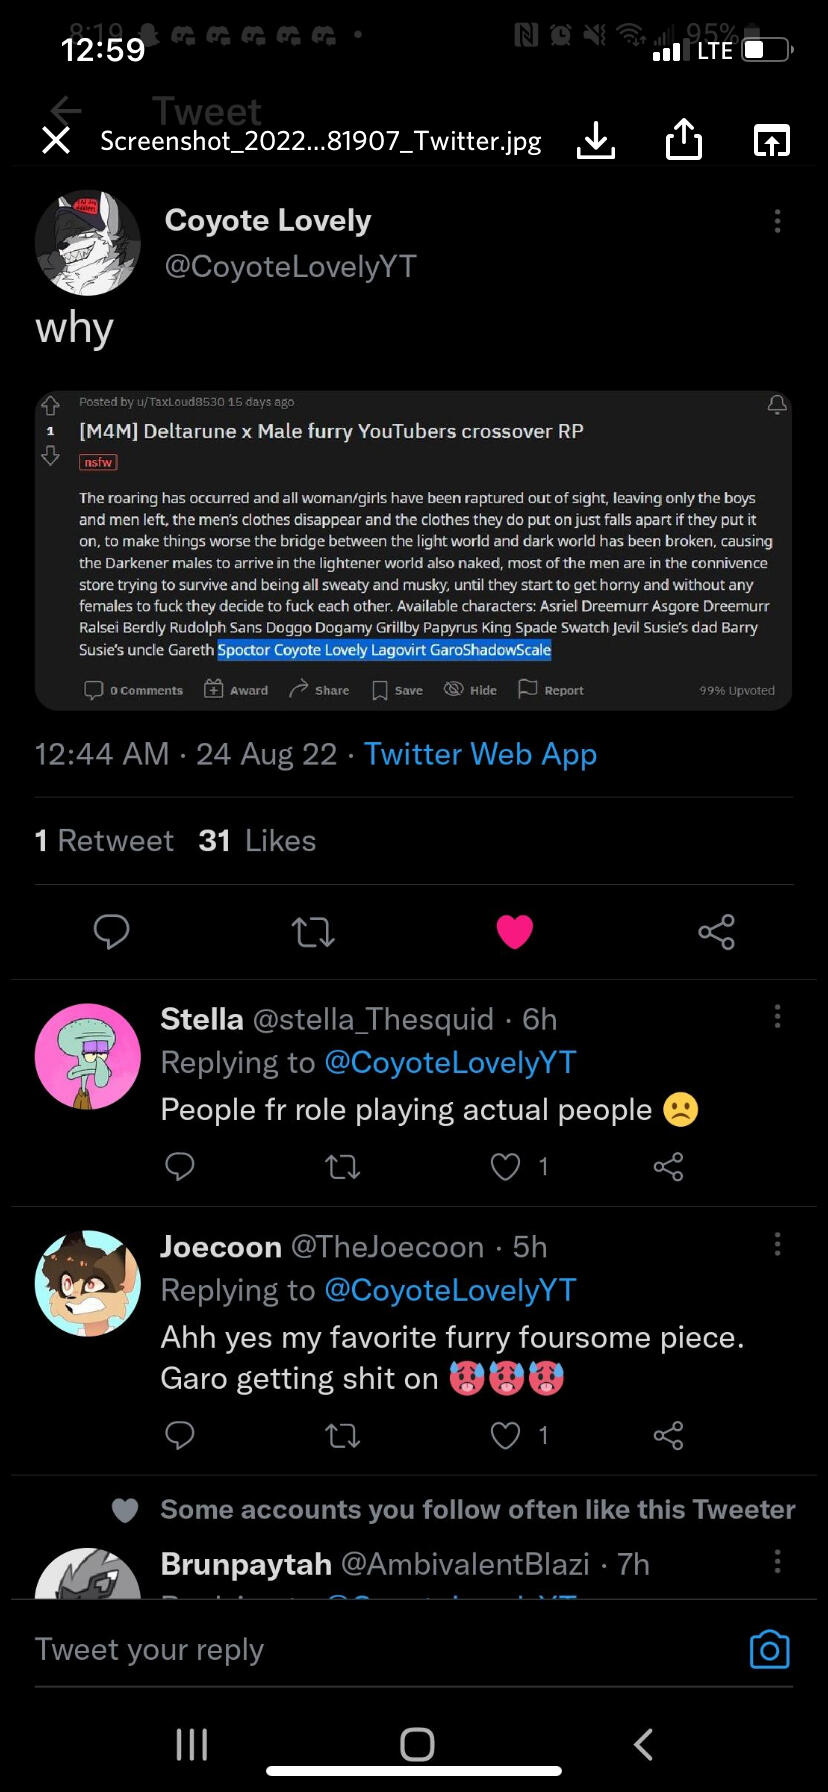 8:19
95%
12:59
LTE
Tweet
Screenshot_2022...81907_Twitter.jpg
Coyote Lovely
@CoyoteLovelyYT
why
Posted by u/TaxLoud8530 15 days ago
1
[M4M] Deltarune x Male furry YouTubers crossover RP
nsfw
The roaring has occurred and all woman/girls have been raptured out of sight, leaving only the boys
and men left, the men's clothes disappear and the clothes they do put on just falls apart if they put it
on, to make things worse the bridge between the light world and dark world has been broken, causing
the Darkener males to arrive in the lightener world also naked, most of the men are in the connivence
store trying to survive and being all sweaty and musky, until they start to get horny and without any
females to fuck they decide to fuck each other. Available characters: Asriel Dreemurr Asgore Dreemurr
Ralsei Berdly Rudolph Sans Doggo Dogamy Grillby Papyrus King Spade Swatch Jevil Susie's dad Barry
Susie's uncle Gareth Spoctor Coyote Lovely Lagovirt GaroShadowScale
0 Comments Award Share Save Hide Report 99% Upvoted
12:44 AM · 24 Aug 22 · Twitter Web App
1 Retweet 31 Likes
Stella @stella_Thesquid · 6h
Replying to @CoyoteLovelyYT
People fr role playing actual people ☹️
1
Joecoon @TheJoecoon · 5h
Replying to @CoyoteLovelyYT
Ahh yes my favorite furry foursome piece.
Garo getting shit on 🥵🥵🥵
1
Some accounts you follow often like this Tweeter
Brunpaytah @AmbivalentBlazi · 7h
Tweet your reply